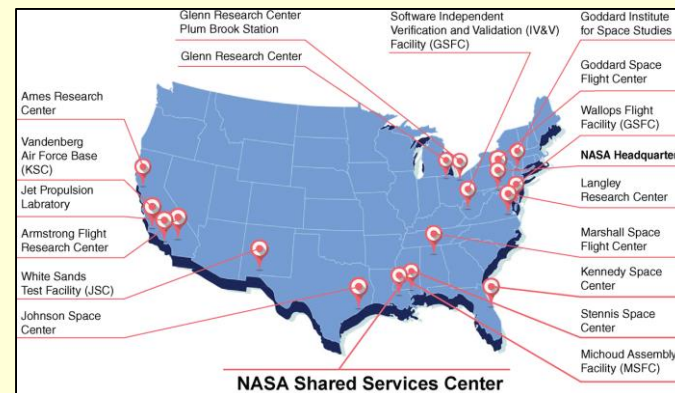 Glenn Research Center
Plum Brook Station
Glenn Research Center
Software Independent
Verification and Validation (IV&V)
Facility (GSFC)
Goddard Institute
for Space Studies
Goddard Space
Flight Center
Wallops Flight
Facility (GSFC)
NASA Headquarter
Langley
Research Center
Marshall Space
Flight Center
Kennedy Space
Center
Stennis Space
Center
Michoud Assembly
Facility (MSFC)
Ames Research
Center
Vandenberg
Air Force Base
(KSC)
Jet Propulsion
Labratory
Armstrong Flight
Research Center
White Sands
Test Facility (JSC)
Johnson Space
Center
NASA Shared Services Center